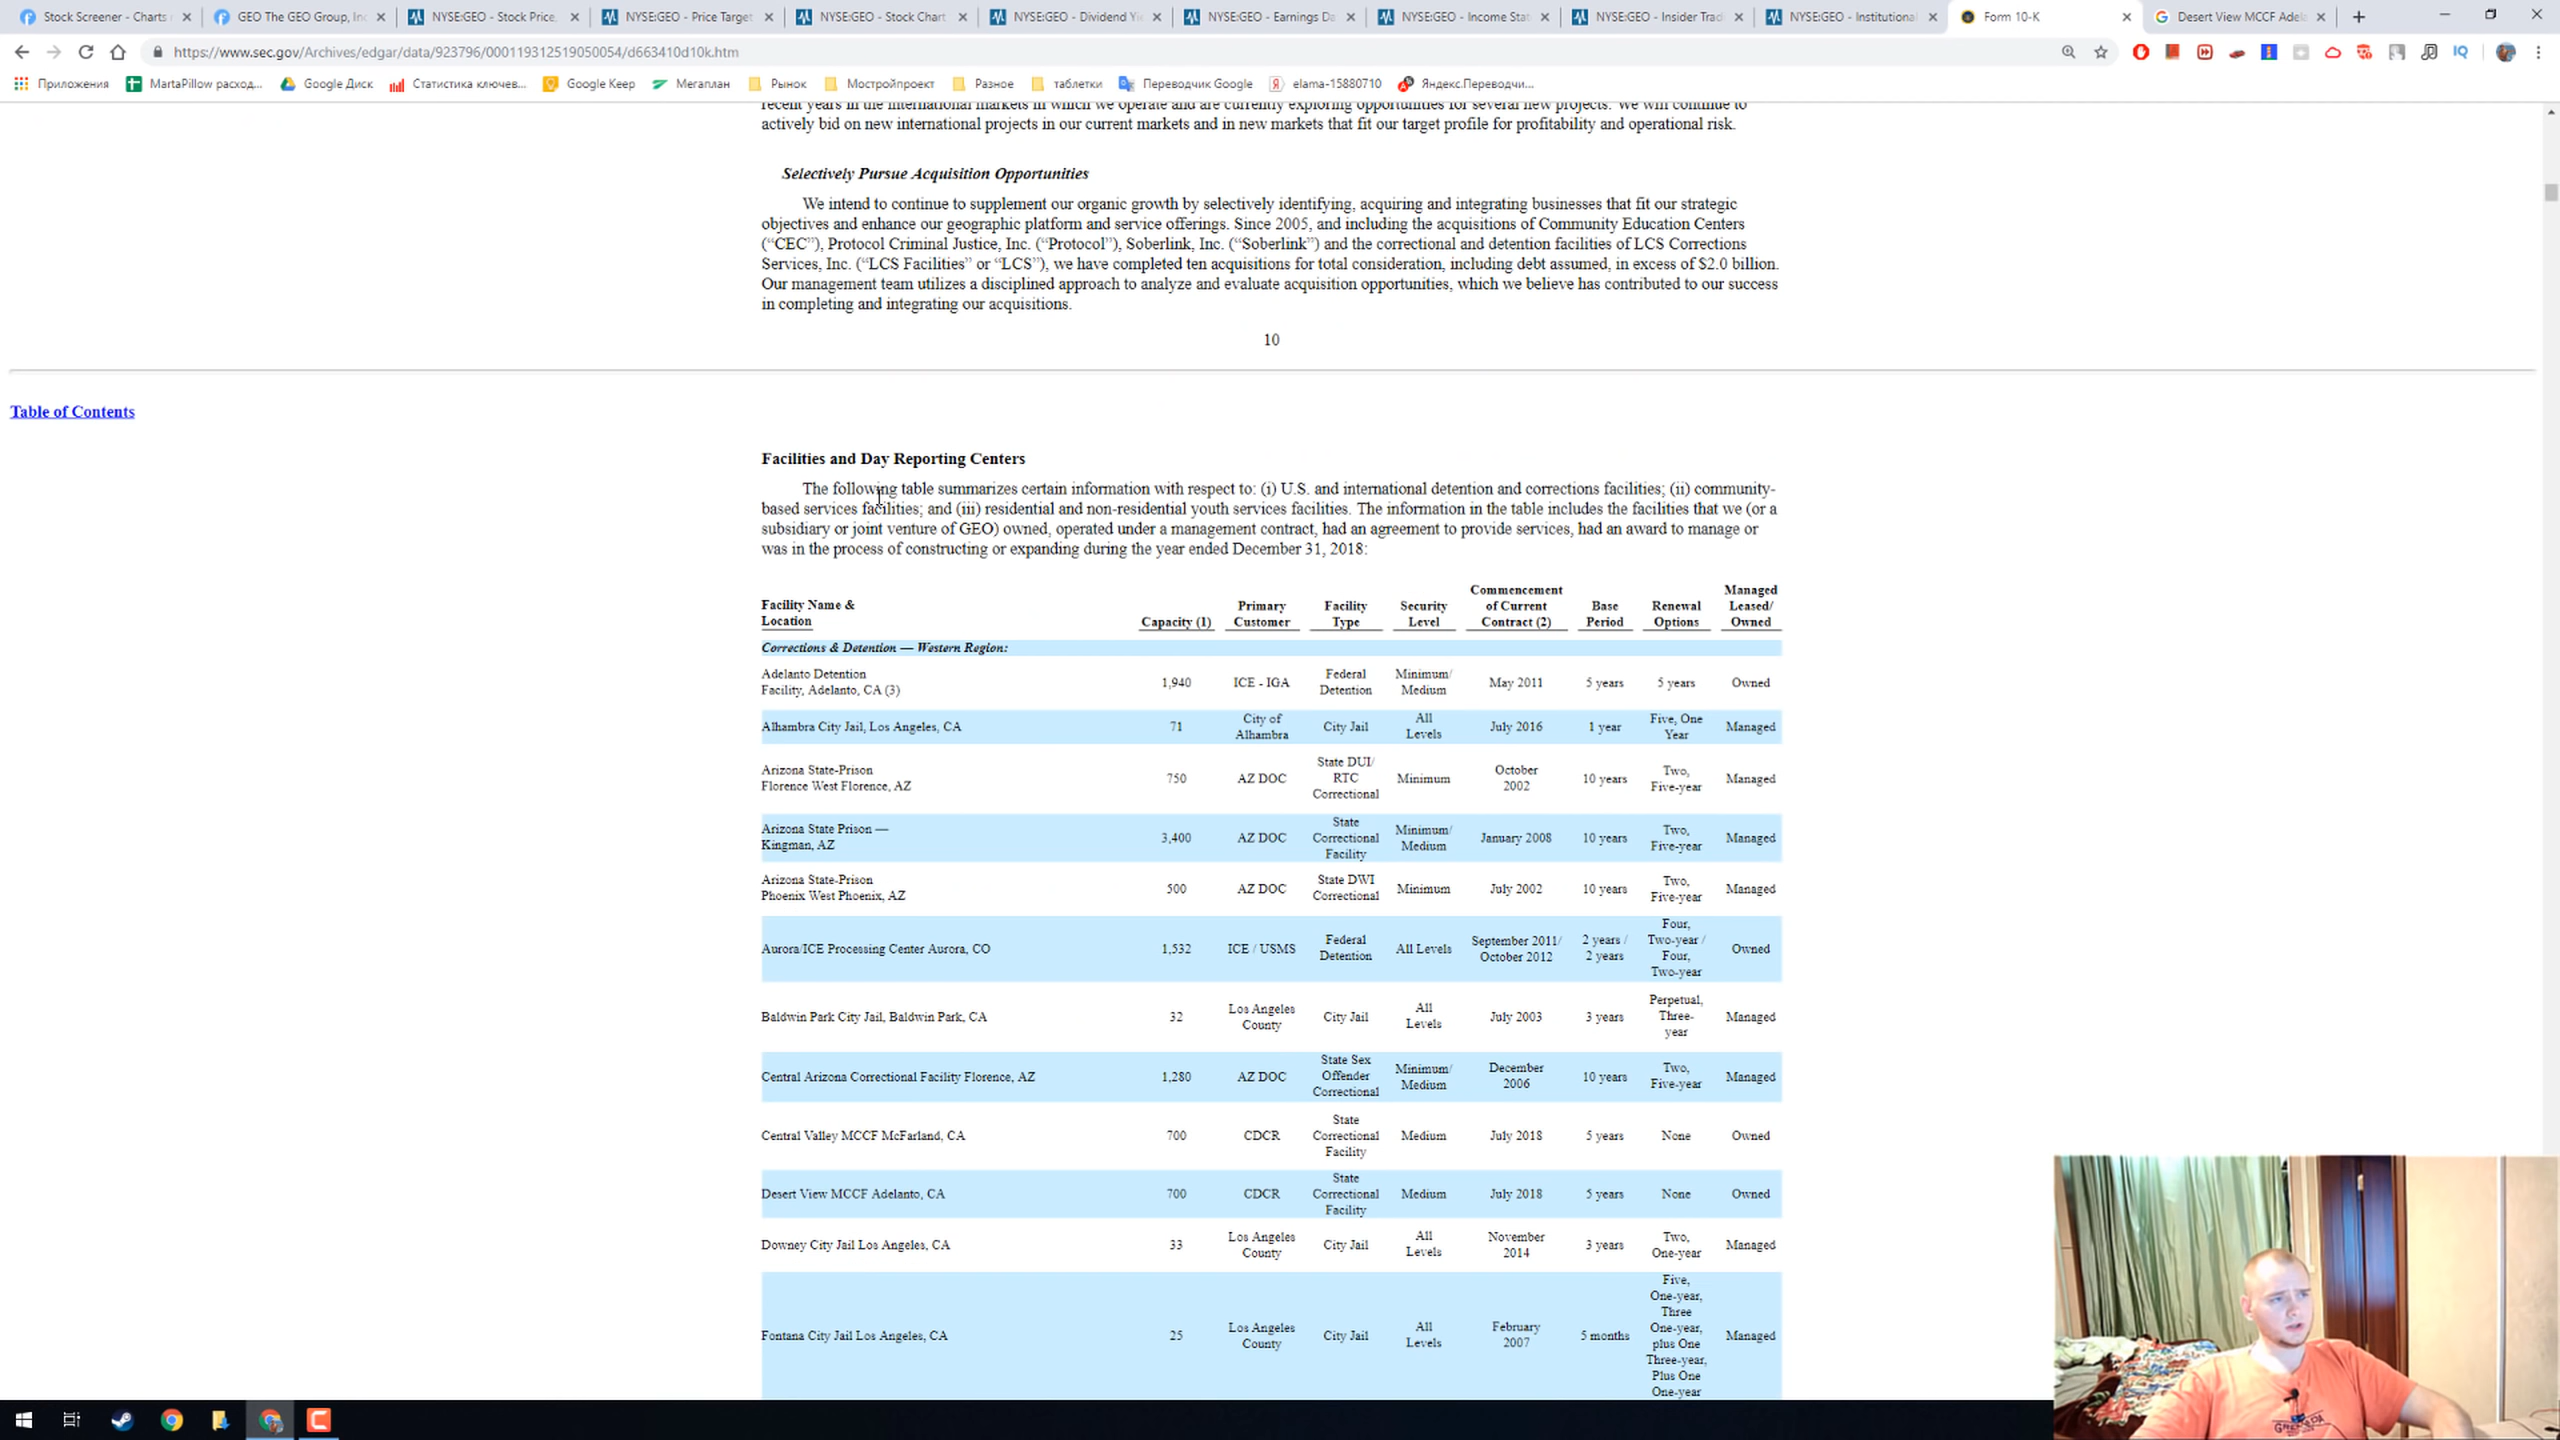 Stock Screener - Charts
GEO The GEO Group, Inc
NYSE:GEO - Stock Price,
NYSE:GEO - Price Target
NYSE:GEO - Stock Chart
NYSE:GEO - Dividend Yi
NYSE:GEO - Earnings Da
NYSE:GEO - Income Stat
NYSE:GEO - Insider Trad
NYSE:GEO - Institutional
Form 10-K
Desert View MCCF Adel
https://www.sec.gov/Archives/edgar/data/923796/000119312519050054/d663410d10k.htm
Приложения
MartaPillow расход...
Google Диск
Статистика ключев...
Google Keep
Мегаплан
Рынок
Мостройпроект
Разное
таблетки
Переводчик Google
elama-15880710
Яндекс.Переводчи...
recent years in the international markets in which we operate and are currently exploring opportunities for several new projects. We will continue to
actively bid on new international projects in our current markets and in new markets that fit our target profile for profitability and operational risk.
Selectively Pursue Acquisition Opportunities
We intend to continue to supplement our organic growth by selectively identifying, acquiring and integrating businesses that fit our strategic
objectives and enhance our geographic platform and service offerings. Since 2005, and including the acquisitions of Community Education Centers
(“CEC”), Protocol Criminal Justice, Inc. (“Protocol”), Soberlink, Inc. (“Soberlink”) and the correctional and detention facilities of LCS Corrections
Services, Inc. (“LCS Facilities” or “LCS”), we have completed ten acquisitions for total consideration, including debt assumed, in excess of $2.0 billion.
Our management team utilizes a disciplined approach to analyze and evaluate acquisition opportunities, which we believe has contributed to our success
in completing and integrating our acquisitions.
10
Table of Contents
Facilities and Day Reporting Centers
The following table summarizes certain information with respect to: (i) U.S. and international detention and corrections facilities; (ii) community-
based services facilities; and (iii) residential and non-residential youth services facilities. The information in the table includes the facilities that we (or a
subsidiary or joint venture of GEO) owned, operated under a management contract, had an agreement to provide services, had an award to manage or
was in the process of constructing or expanding during the year ended December 31, 2018:
Facility Name & Location Capacity (1) Primary Customer Facility Type Security Level Commencement of Current Contract (2) Base Period Renewal Options Managed Leased/ Owned
Corrections & Detention — Western Region:
Adelanto Detention Facility, Adelanto, CA (3) 1,940 ICE - IGA Federal Detention Minimum/ Medium May 2011 5 years 5 years Owned
Alhambra City Jail, Los Angeles, CA 71 City of Alhambra City Jail All Levels July 2016 1 year Five, One Year Managed
Arizona State-Prison Florence West Florence, AZ 750 AZ DOC State DUI/ RTC Correctional Minimum October 2002 10 years Two, Five-year Managed
Arizona State Prison — Kingman, AZ 3,400 AZ DOC State Correctional Facility Minimum/ Medium January 2008 10 years Two, Five-year Managed
Arizona State-Prison Phoenix West Phoenix, AZ 500 AZ DOC State DWI Correctional Minimum July 2002 10 years Two, Five-year Managed
Aurora/ICE Processing Center Aurora, CO 1,532 ICE / USMS Federal Detention All Levels September 2011/ October 2012 2 years / 2 years Four, Two-year / Four, Two-year Owned
Baldwin Park City Jail, Baldwin Park, CA 32 Los Angeles County City Jail All Levels July 2003 3 years Perpetual, Three-year Managed
Central Arizona Correctional Facility Florence, AZ 1,280 AZ DOC State Sex Offender Correctional Minimum/ Medium December 2006 10 years Two, Five-year Managed
Central Valley MCCF McFarland, CA 700 CDCR State Correctional Facility Medium July 2018 5 years None Owned
Desert View MCCF Adelanto, CA 700 CDCR State Correctional Facility Medium July 2018 5 years None Owned
Downey City Jail Los Angeles, CA 33 Los Angeles County City Jail All Levels November 2014 3 years Two, One-year Managed
Fontana City Jail Los Angeles, CA 25 Los Angeles County City Jail All Levels February 2007 5 months Five, One-year, Three One-year, plus One Three-year, Plus One One-year Managed